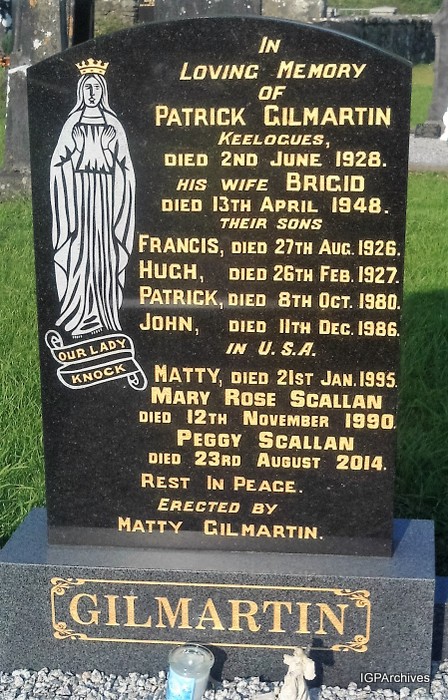 IN
LOVING MEMORY
OF
PATRICK GILMARTIN
KEELOGUES,
DIED 2ND JUNE 1928.
HIS WIFE BRIGID
DIED 13TH APRIL 1948.
THEIR SONS
FRANCIS, DIED 27TH AUG. 1926.
HUGH, DIED 26TH FEB. 1927.
PATRICK, DIED 8TH OCT. 1980.
JOHN, DIED 11TH DEC. 1986.
IN U.S.A.
MATTY, DIED 21ST JAN. 1995.
MARY ROSE SCALLAN
DIED 12TH NOVEMBER 1990.
PEGGY SCALLAN
DIED 23RD AUGUST 2014.
REST IN PEACE.
ERECTED BY
MATTY GILMARTIN.
OUR LADY
KNOCK
GILMARTIN
IGPArchives